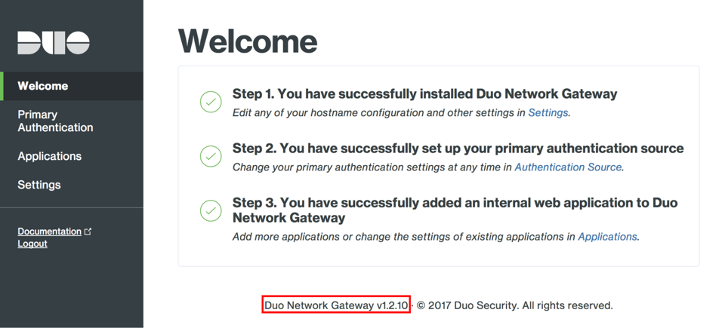 DUO
Welcome
Primary
Authentication
Applications
Settings
Documentation
Logout
Welcome
Step 1. You have successfully installed Duo Network Gateway
Edit any of your hostname configuration and other settings in Settings.
Step 2. You have successfully set up your primary authentication source
Change your primary authentication settings at any time in Authentication Source.
Step 3. You have successfully added an internal web application to Duo
Network Gateway
Add more applications or change the settings of existing applications in Applications.
Duo Network Gateway v1.2.10 · © 2017 Duo Security. All rights reserved.